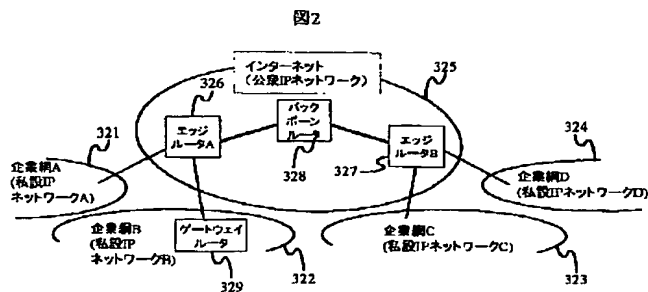 図2
インターネット
(公衆IPネットワーク)
325
326
バック
ボーン
ルータ
328
エッジ
ルータA
エッジ
ルータB
327
321
324
企業網A
(私設IP
ネットワークA)
企業網D
(私設IPネットワークD)
企業網B
(私設IP
ネットワークB)
ゲートウェイ
ルータ
329
322
企業網C
(私設IPネットワークC)
323